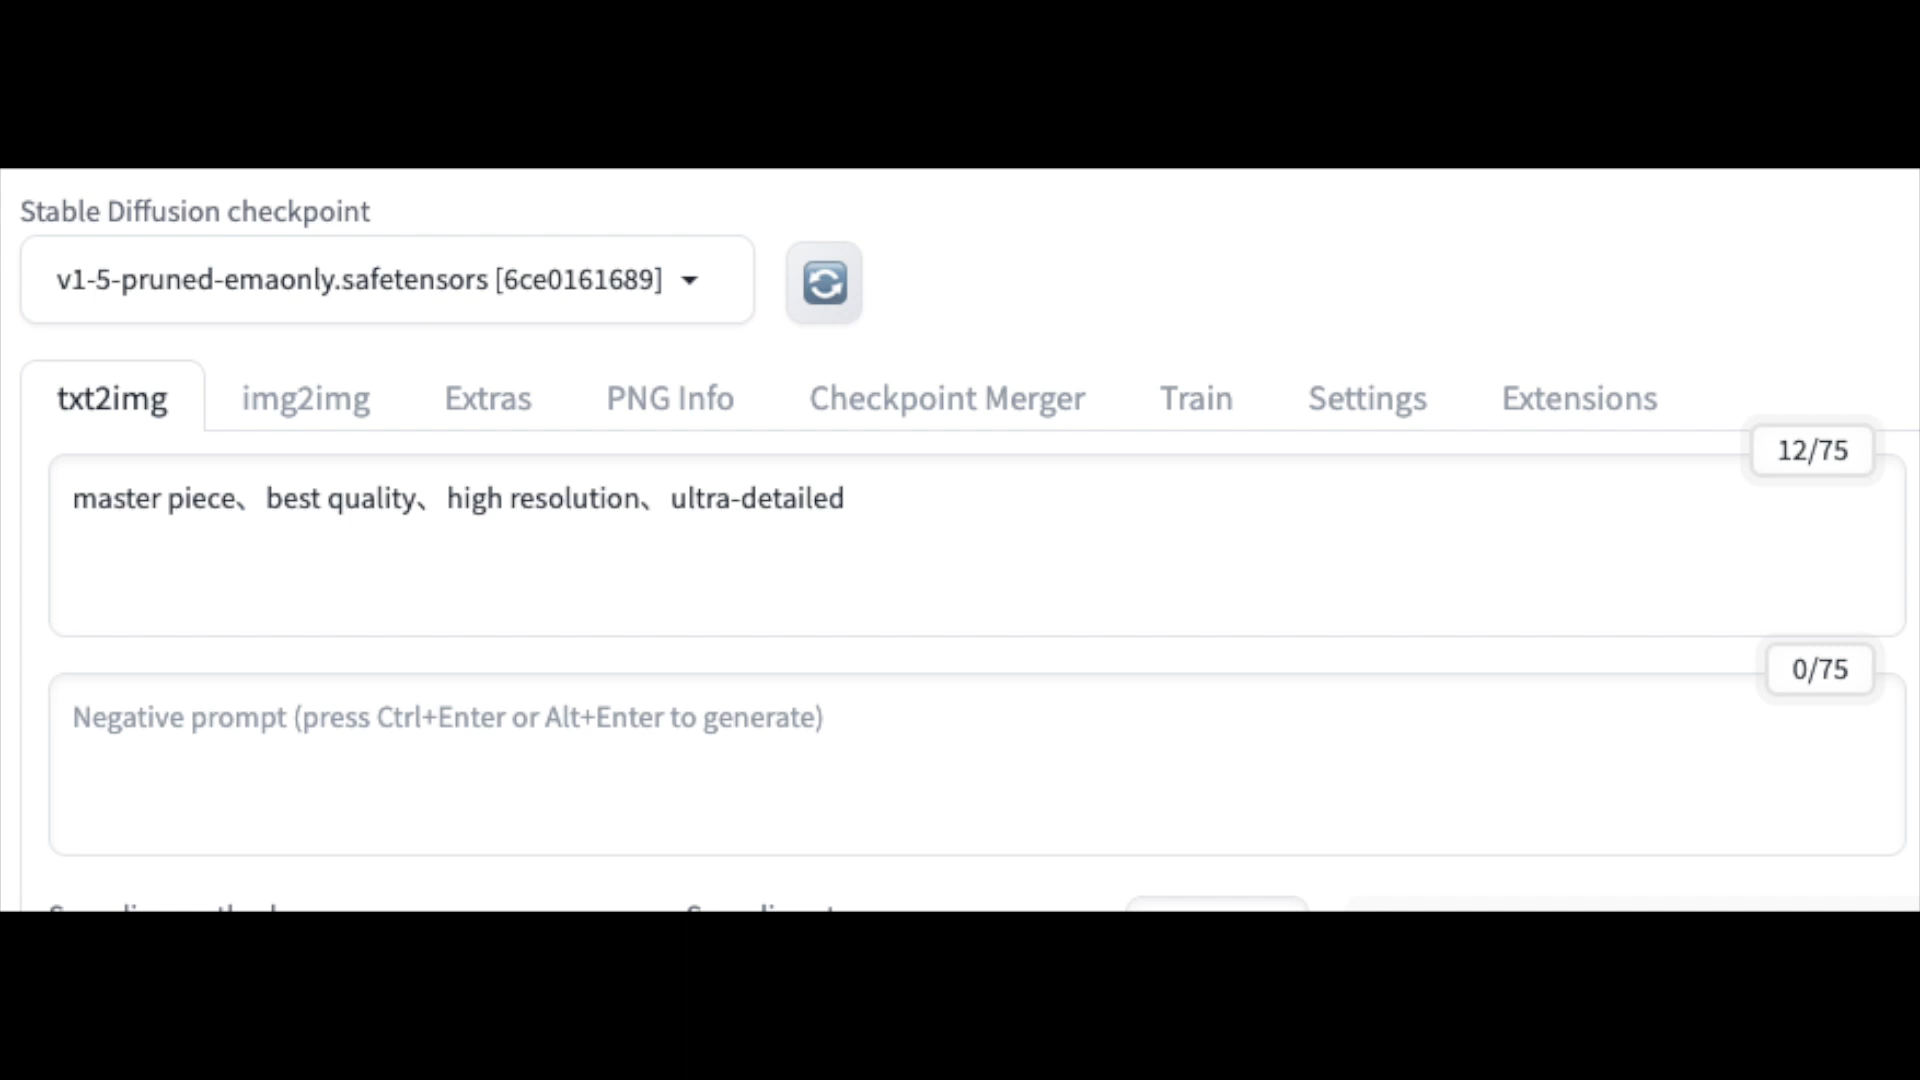 Stable Diffusion checkpoint
v1-5-pruned-emaonly.safetensors [6ce0161689]
txt2img img2img Extras PNG Info Checkpoint Merger Train Settings Extensions
12/75
master piece、 best quality、 high resolution、 ultra-detailed
0/75
Negative prompt (press Ctrl+Enter or Alt+Enter to generate)